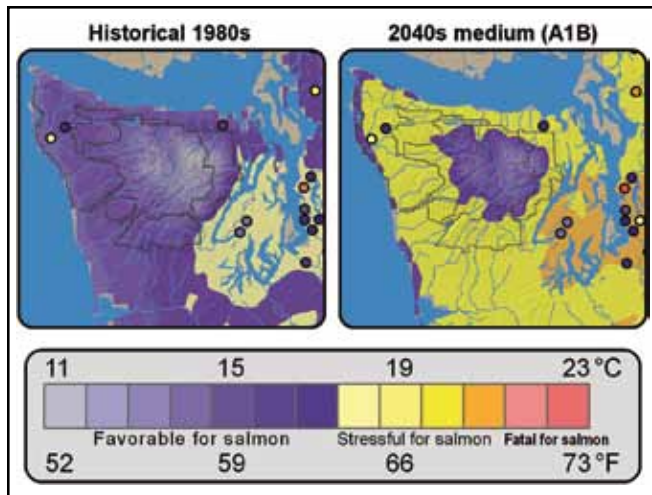 Historical 1980s
2040s medium (A1B)
11 15 19 23 °C
Favorable for salmon Stressful for salmon Fatal for salmon
52 59 66 73 °F